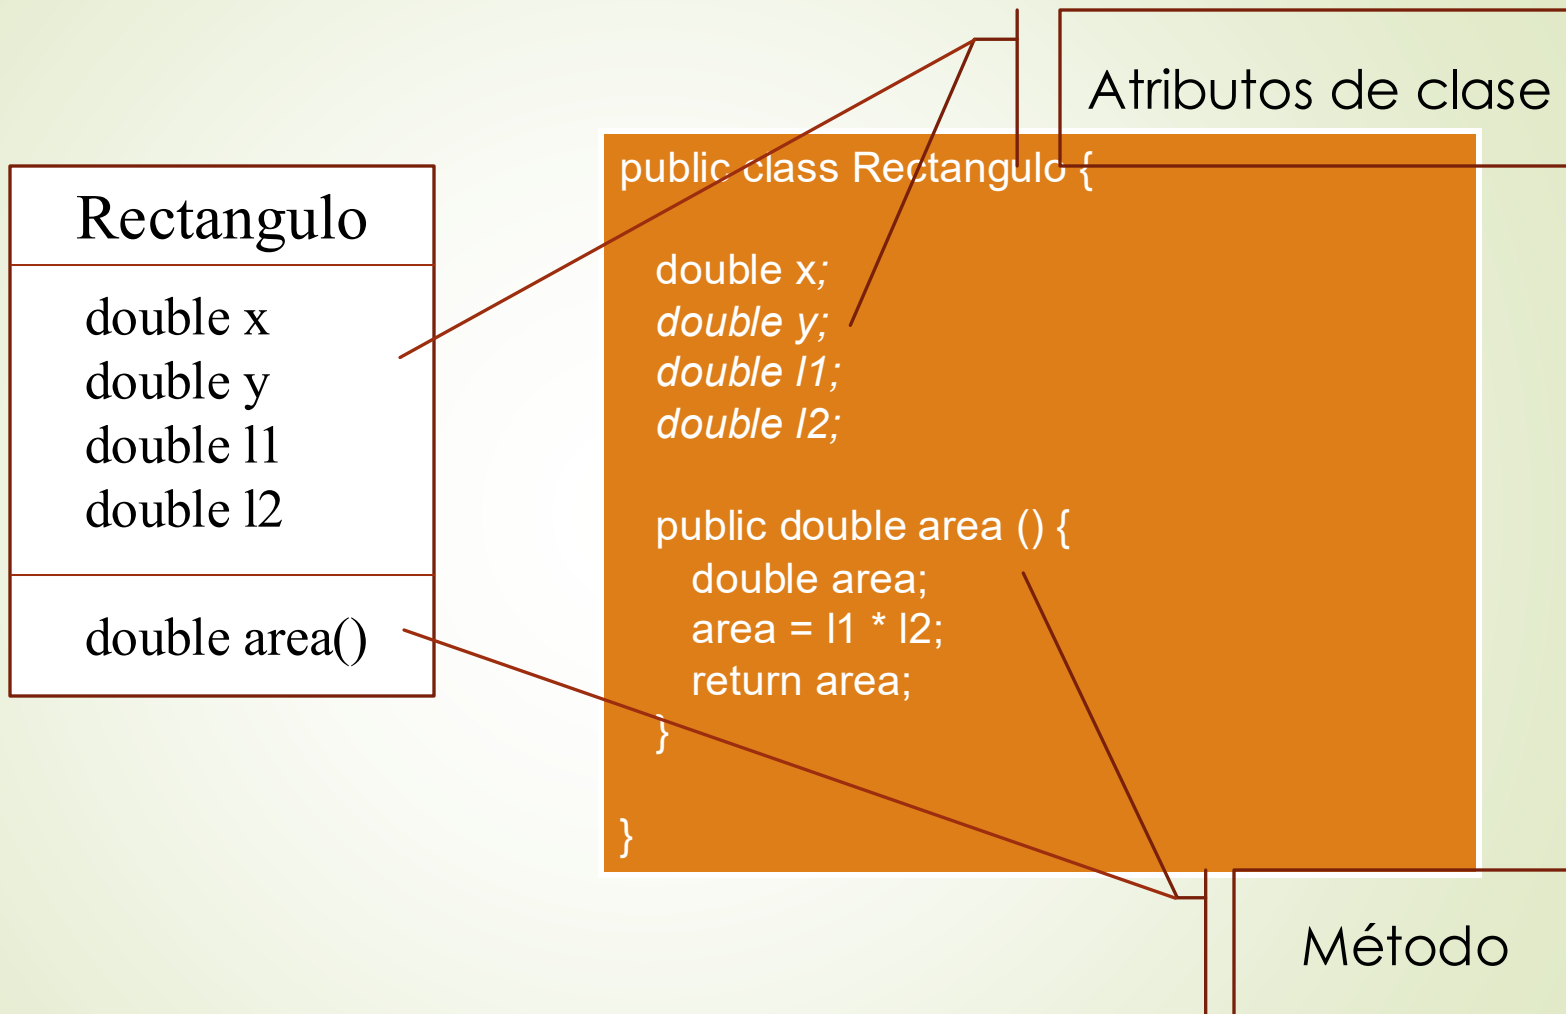 Atributos de clase
Rectangulo
double x
double y
double l1
double l2
double area()
public class Rectangulo {
double x;
double y;
double l1;
double l2;
public double area () {
double area;
area = l1 * l2;
return area;
}
}
Método